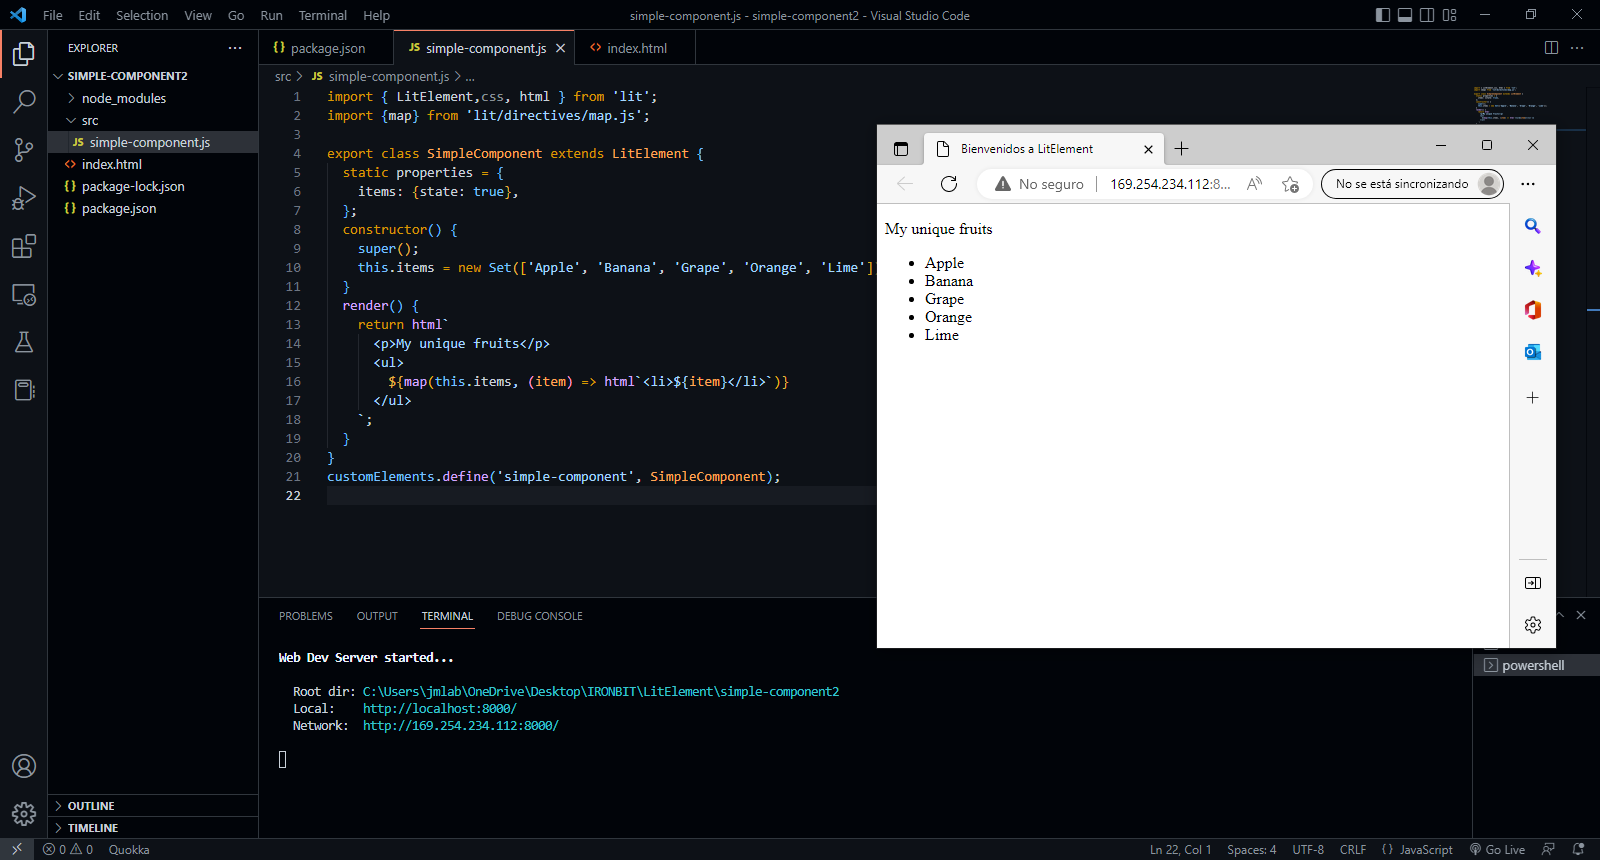 File Edit Selection View Go Run Terminal Help
simple-component.js - simple-component2 - Visual Studio Code
EXPLORER
SIMPLE-COMPONENT2
node_modules
src
JS simple-component.js
<> index.html
{} package-lock.json
{} package.json
OUTLINE
TIMELINE
{} package.json
JS simple-component.js
<> index.html
src > JS simple-component.js > ...
1 import { LitElement,css, html } from 'lit';
2 import {map} from 'lit/directives/map.js';
3
4 export class SimpleComponent extends LitElement {
5 static properties = {
6 items: {state: true},
7 };
8 constructor() {
9 super();
10 this.items = new Set(['Apple', 'Banana', 'Grape', 'Orange', 'Lime']
11 }
12 render() {
13 return html`
14 <p>My unique fruits</p>
15 <ul>
16 ${map(this.items, (item) => html`<li>${item}</li>`)}
17 </ul>
18 `;
19 }
20 }
21 customElements.define('simple-component', SimpleComponent);
22
Bienvenidos a LitElement
No seguro
169.254.234.112:8...
No se está sincronizando
My unique fruits
Apple
Banana
Grape
Orange
Lime
PROBLEMS OUTPUT TERMINAL DEBUG CONSOLE
Web Dev Server started...
Root dir: C:\Users\jmlab\OneDrive\Desktop\IRONBIT\LitElement\simple-component2
Local: http://localhost:8000/
Network: http://169.254.234.112:8000/
powershell
0 0 Quokka
Ln 22, Col 1 Spaces: 4 UTF-8 CRLF {} JavaScript Go Live